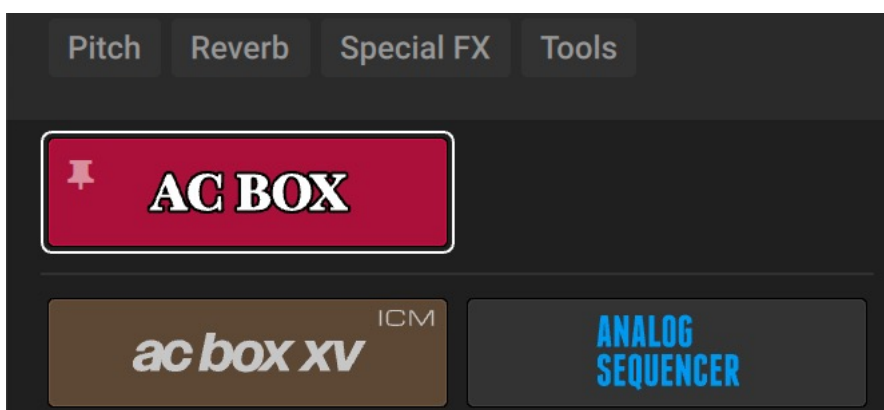 Pitch Reverb Special FX Tools
AC BOX
ICM
ac box xv
ANALOG
SEQUENCER